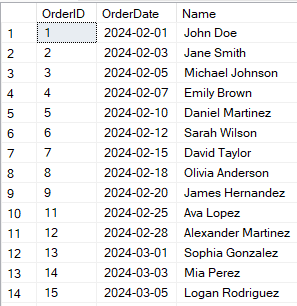 OrderID OrderDate Name
1 1 2024-02-01 John Doe
2 2 2024-02-03 Jane Smith
3 3 2024-02-05 Michael Johnson
4 4 2024-02-07 Emily Brown
5 5 2024-02-10 Daniel Martinez
6 6 2024-02-12 Sarah Wilson
7 7 2024-02-15 David Taylor
8 8 2024-02-18 Olivia Anderson
9 9 2024-02-20 James Hernandez
10 11 2024-02-25 Ava Lopez
11 12 2024-02-28 Alexander Martinez
12 13 2024-03-01 Sophia Gonzalez
13 14 2024-03-03 Mia Perez
14 15 2024-03-05 Logan Rodriguez